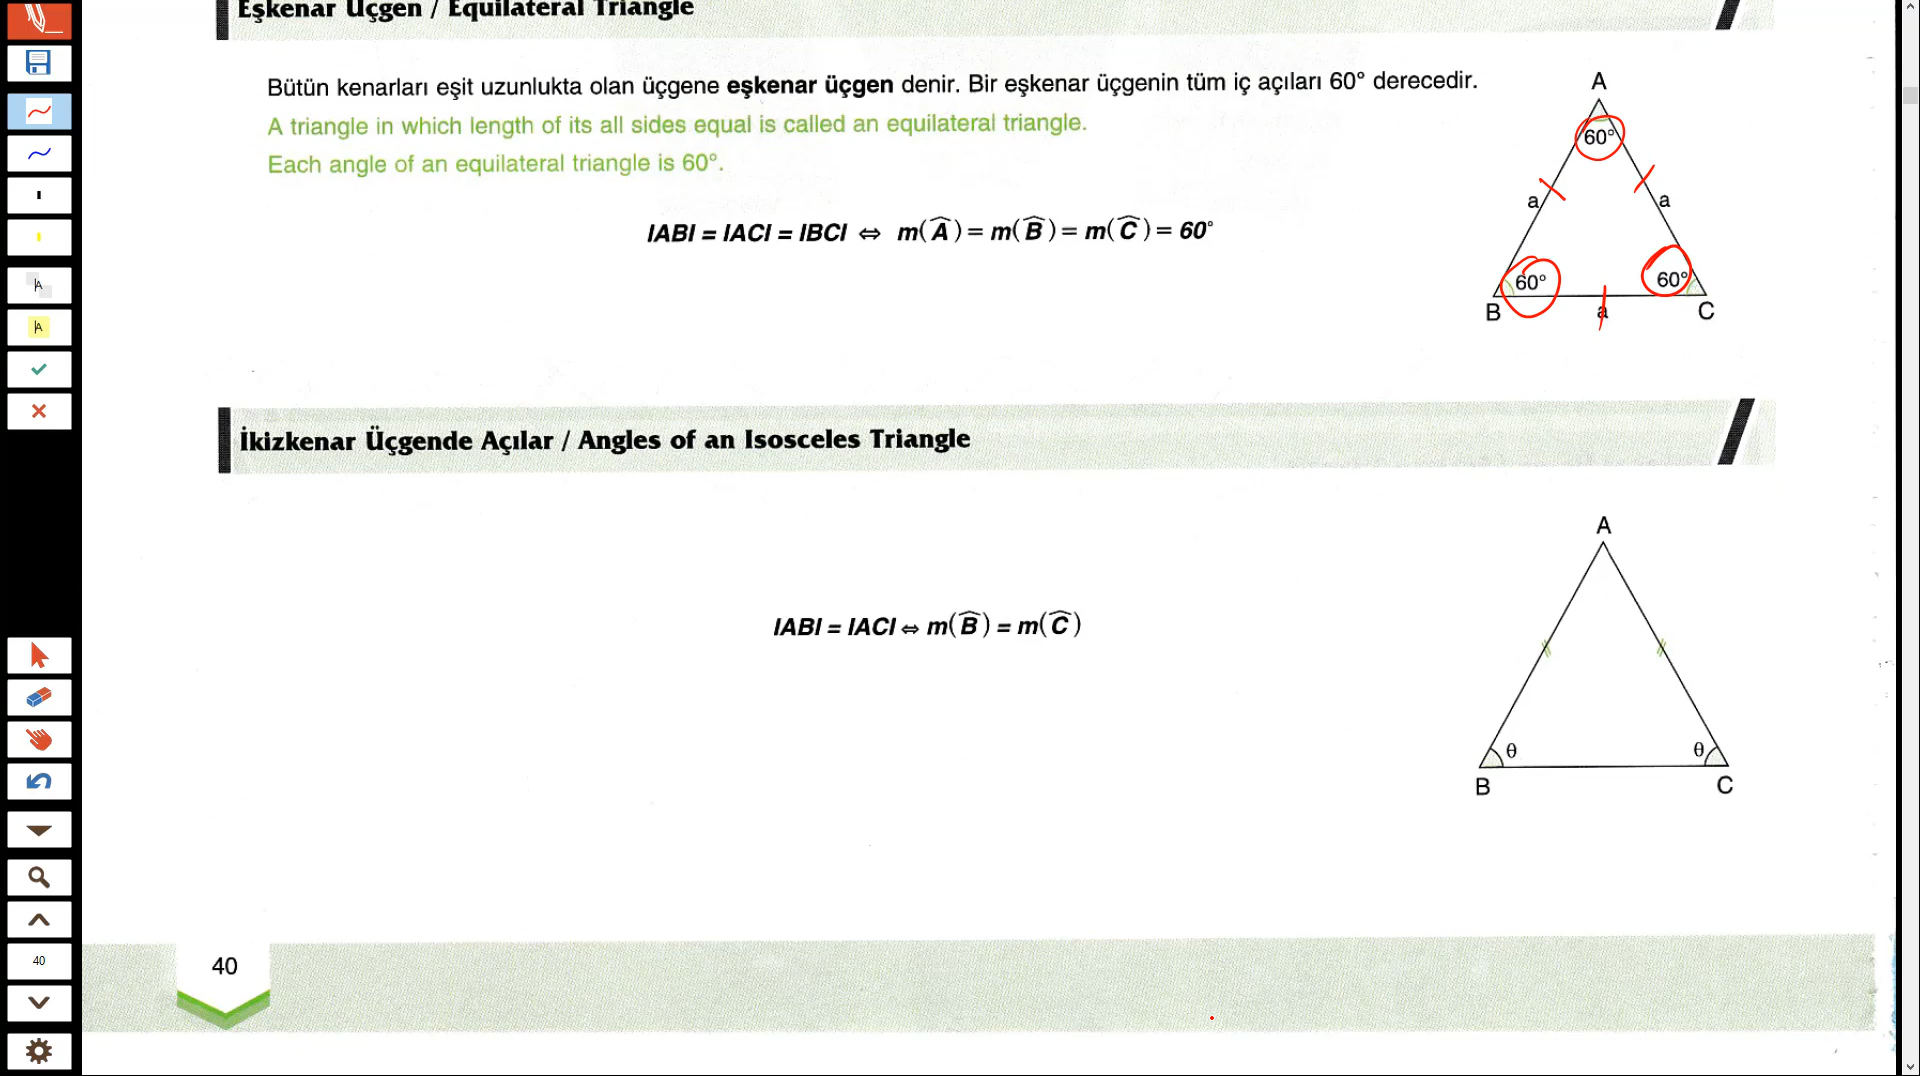 Eşkenar Üçgen / Equilateral Triangle
Bütün kenarları eşit uzunlukta olan üçgene eşkenar üçgen denir. Bir eşkenar üçgenin tüm iç açıları 60° derecedir.
A triangle in which length of its all sides equal is called an equilateral triangle.
Each angle of an equilateral triangle is 60°.
IABI = IACI = IBCI ⇔ m(Â) = m(B̂) = m(Ĉ) = 60°
A
60°
a
a
60°
60°
B
a
C
İkizkenar Üçgende Açılar / Angles of an Isosceles Triangle
A
IABI = IACI ⇔ m(B̂) = m(Ĉ)
θ
θ
B
C
40
A
A
40